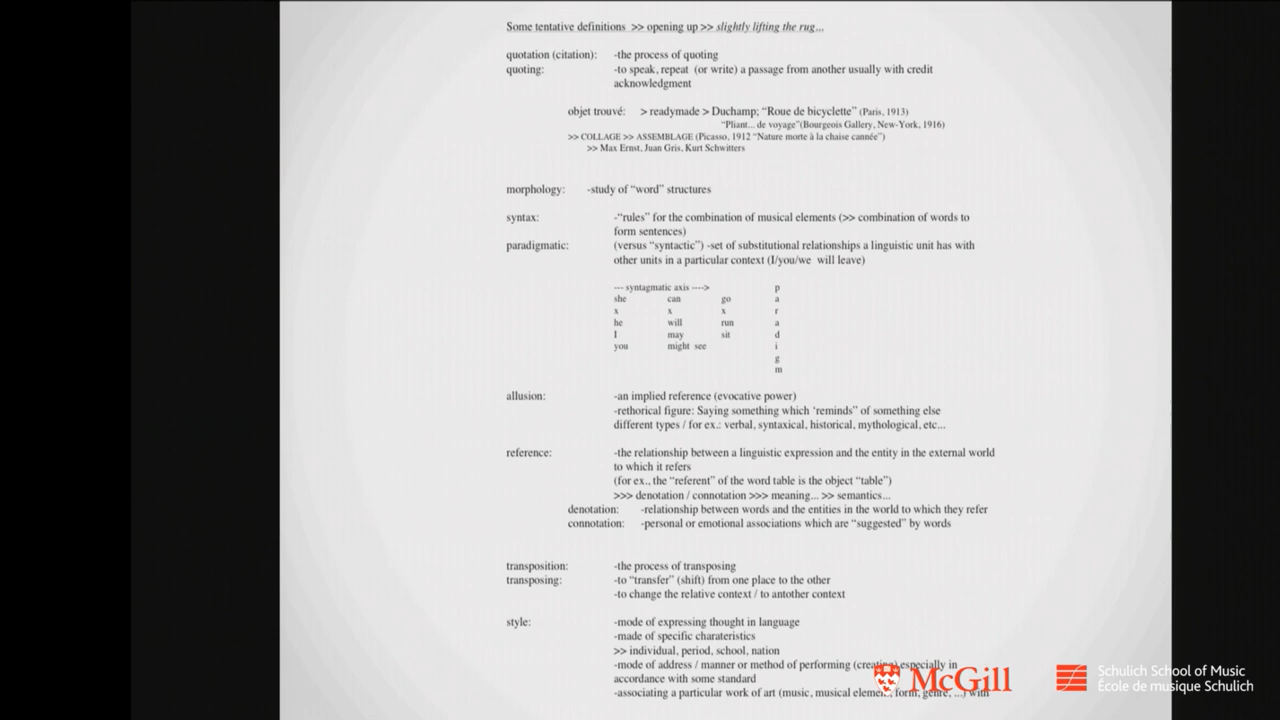 Some tentative definitions >> opening up >> slightly lifting the rug...
quotation (citation): -the process of quoting
quoting: -to speak, repeat (or write) a passage from another usually with credit
acknowledgment
objet trouvé: > readymade > Duchamp; “Roue de bicyclette” (Paris, 1913)
“Pliant... de voyage”(Bourgeois Gallery, New-York, 1916)
>> COLLAGE >> ASSEMBLAGE (Picasso, 1912 “Nature morte à la chaise cannée”)
>> Max Ernst, Juan Gris, Kurt Schwitters
morphology: -study of “word” structures
syntax: -“rules” for the combination of musical elements (>> combination of words to
form sentences)
paradigmatic: (versus “syntactic”) -set of substitutional relationships a linguistic unit has with
other units in a particular context (I/you/we will leave)
--- syntagmatic axis ----> p
she can go a
x x x r
he will run a
I may sit d
you might see i
g
m
allusion: -an implied reference (evocative power)
-rethorical figure: Saying something which ‘reminds” of something else
different types / for ex.: verbal, syntaxical, historical, mythological, etc...
reference: -the relationship between a linguistic expression and the entity in the external world
to which it refers
(for ex., the “referent” of the word table is the object “table”)
>>> denotation / connotation >>> meaning... >> semantics...
denotation: -relationship between words and the entities in the world to which they refer
connotation: -personal or emotional associations which are “suggested” by words
transposition: -the process of transposing
transposing: -to “transfer” (shift) from one place to the other
-to change the relative context / to antother context
style: -mode of expressing thought in language
-made of specific charateristics
>> individual, period, school, nation
-mode of address / manner or method of performing (creating) especially in
accordance with some standard
-associating a particular work of art (music, musical element, form, genre, ...) with
McGill
Schulich School of Music
École de musique Schulich